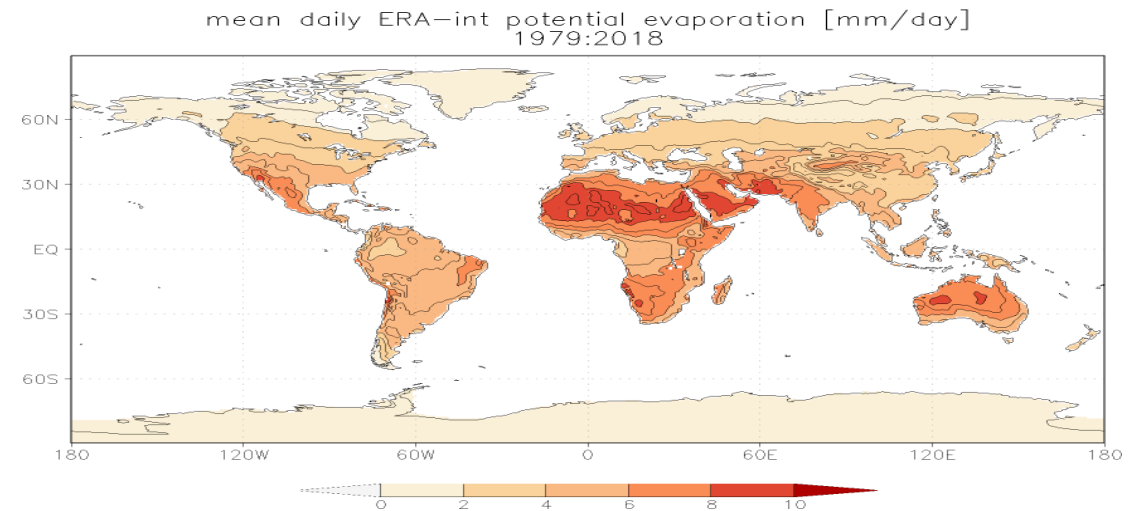 mean daily ERA-int potential evaporation [mm/day]
1979:2018
60N
30N
EQ
30S
60S
180 120W 60W 0 60E 120E 180
0 2 4 6 8 10